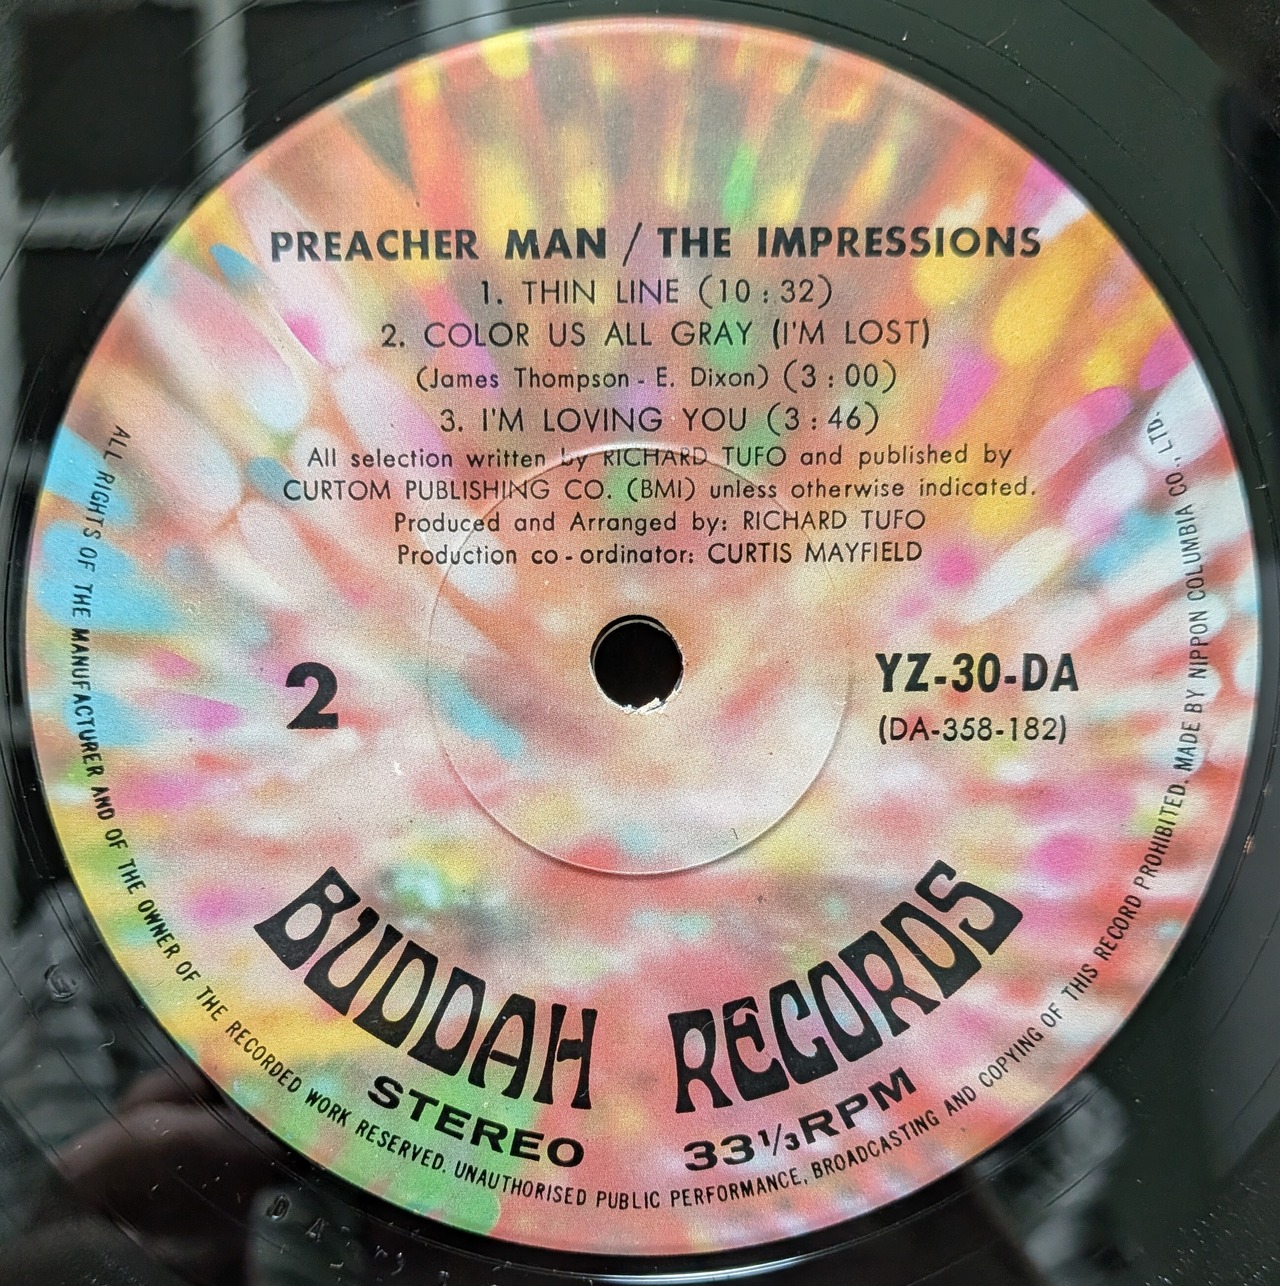 PREACHER MAN / THE IMPRESSIONS
1. THIN LINE (10 : 32)
2. COLOR US ALL GRAY (I'M LOST)
(James Thompson - E. Dixon) (3 : 00)
3. I'M LOVING YOU (3 : 46)
All selection written by RICHARD TUFO and published by
CURTOM PUBLISHING CO. (BMI) unless otherwise indicated.
Produced and Arranged by: RICHARD TUFO
Production co-ordinator: CURTIS MAYFIELD
2
YZ-30-DA
(DA-358-182)
BUDDAH RECORDS
STEREO 33⅓RPM
ALL RIGHTS OF THE MANUFACTURER AND OF THE OWNER OF THE RECORDED WORK RESERVED. UNAUTHORISED PUBLIC PERFORMANCE, BROADCASTING AND COPYING OF THIS RECORD PROHIBITED. MADE BY NIPPON COLUMBIA CO., LTD.